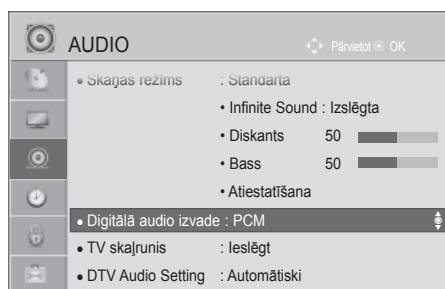 AUDIO Pārvietot OK
• Skaņas režīms : Standarta
• Infinite Sound : Izslēgta
• Diskants 50
• Bass 50
• Atiestatīšana
• Digitālā audio izvade : PCM
• TV skaļrunis : Ieslēgt
• DTV Audio Setting : Automātiski